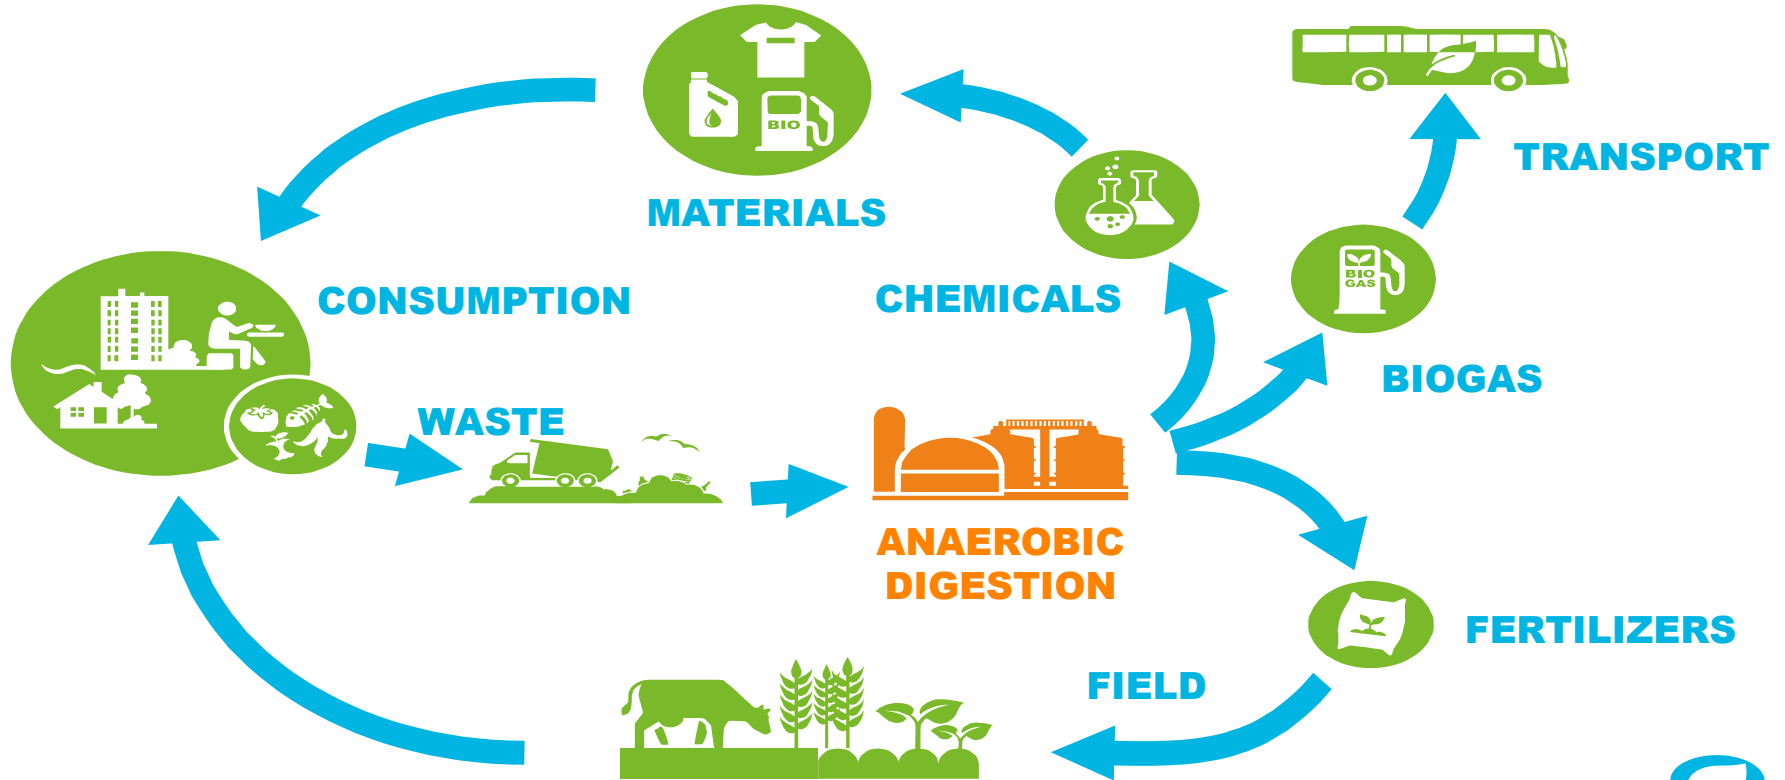 BIO
TRANSPORT
MATERIALS
BIO
GAS
CONSUMPTION
CHEMICALS
BIOGAS
WASTE
ANAEROBIC
DIGESTION
FERTILIZERS
FIELD